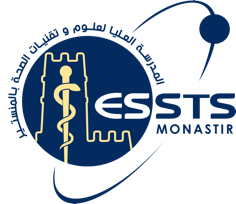 المدرسة العليا لعلوم و تقنيات الصحة بالمنستير
ESSTS
MONASTIR